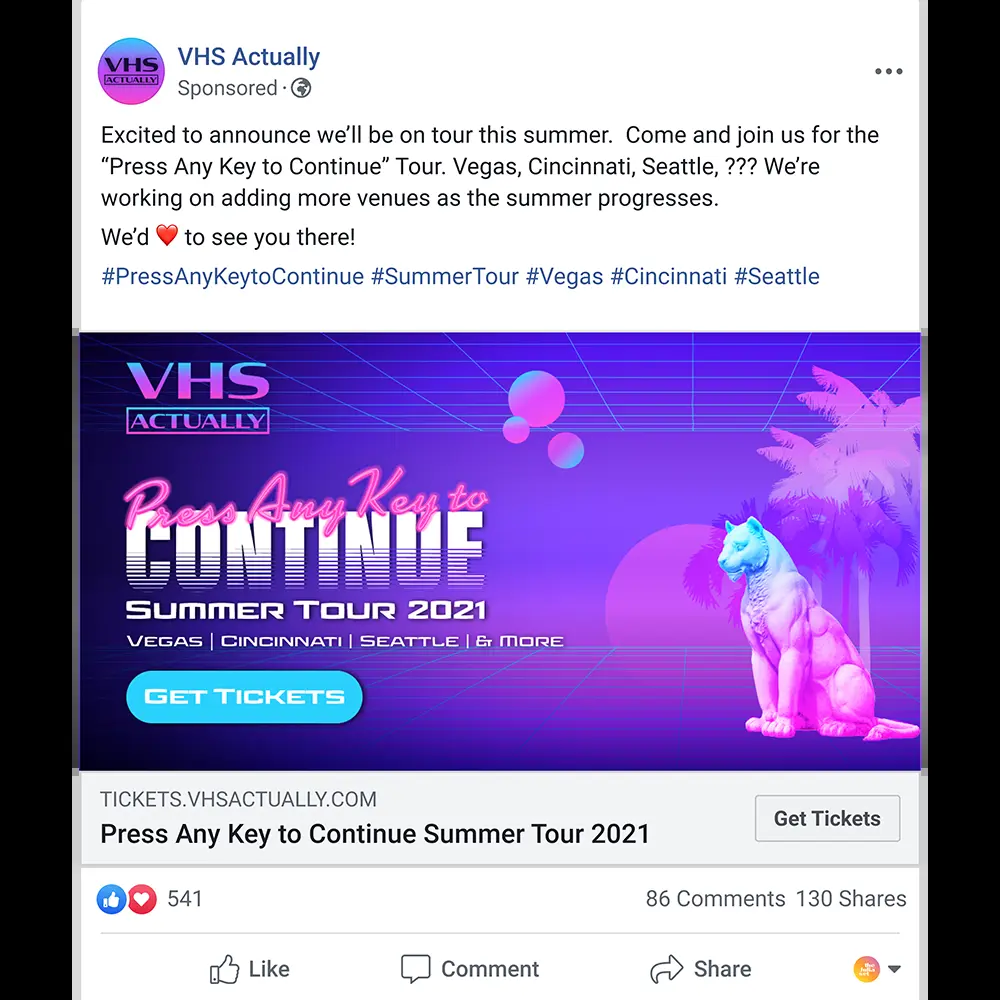 VHS
ACTUALLY
VHS Actually
Sponsored ·
Excited to announce we’ll be on tour this summer. Come and join us for the
“Press Any Key to Continue” Tour. Vegas, Cincinnati, Seattle, ??? We’re
working on adding more venues as the summer progresses.
We’d ❤️ to see you there!
#PressAnyKeytoContinue #SummerTour #Vegas #Cincinnati #Seattle
VHS
ACTUALLY
Press Any Key to
CONTINUE
SUMMER TOUR 2021
VEGAS | CINCINNATI | SEATTLE | & MORE
GET TICKETS
TICKETS.VHSACTUALLY.COM
Press Any Key to Continue Summer Tour 2021
Get Tickets
541
86 Comments 130 Shares
Like
Comment
Share